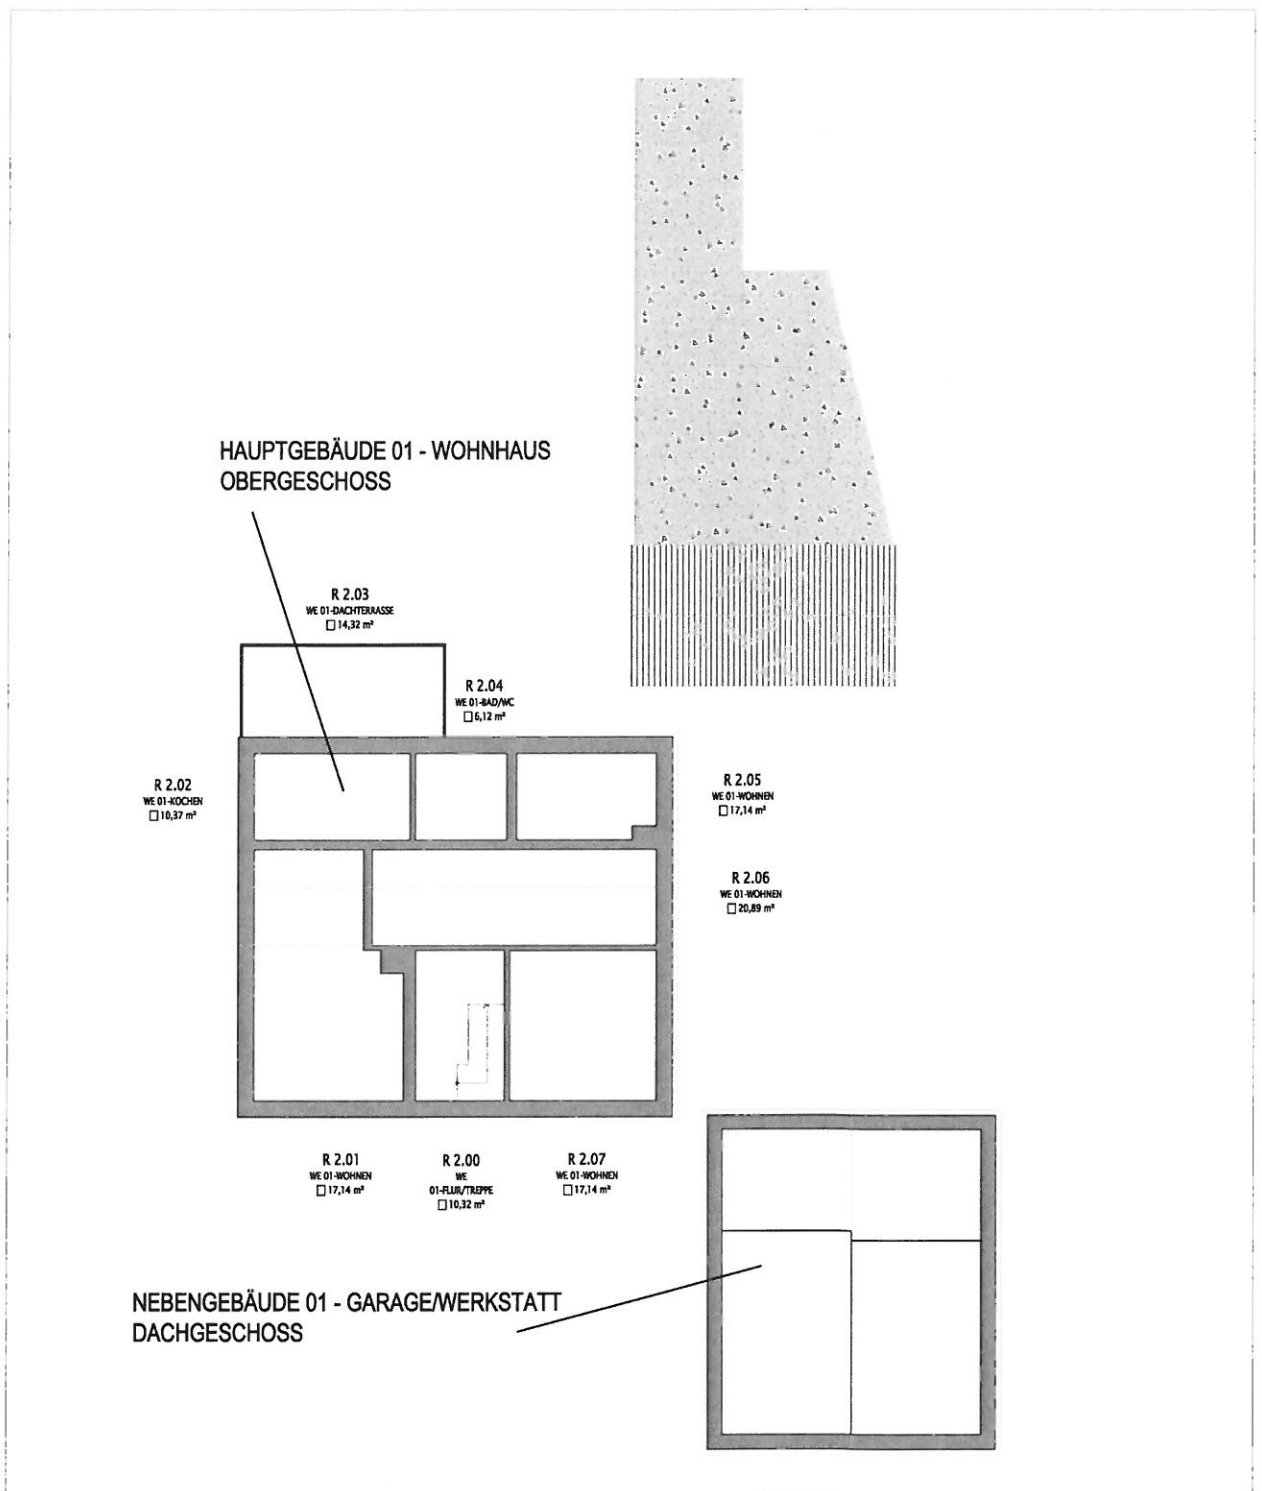 HAUPTGEBÄUDE 01 - WOHNHAUS
OBERGESCHOSS
R 2.03
WE 01-DACHTERRASSE
14,32 m²
R 2.04
WE 01-BAD/WC
6,12 m²
R 2.02
WE 01-KOCHEN
10,37 m²
R 2.05
WE 01-WOHNEN
17,14 m²
R 2.06
WE 01-WOHNEN
20,89 m²
R 2.01
WE 01-WOHNEN
17,14 m²
R 2.00
WE
01-FLUR/TREPPE
10,32 m²
R 2.07
WE 01-WOHNEN
17,14 m²
NEBENGEBÄUDE 01 - GARAGE/WERKSTATT
DACHGESCHOSS